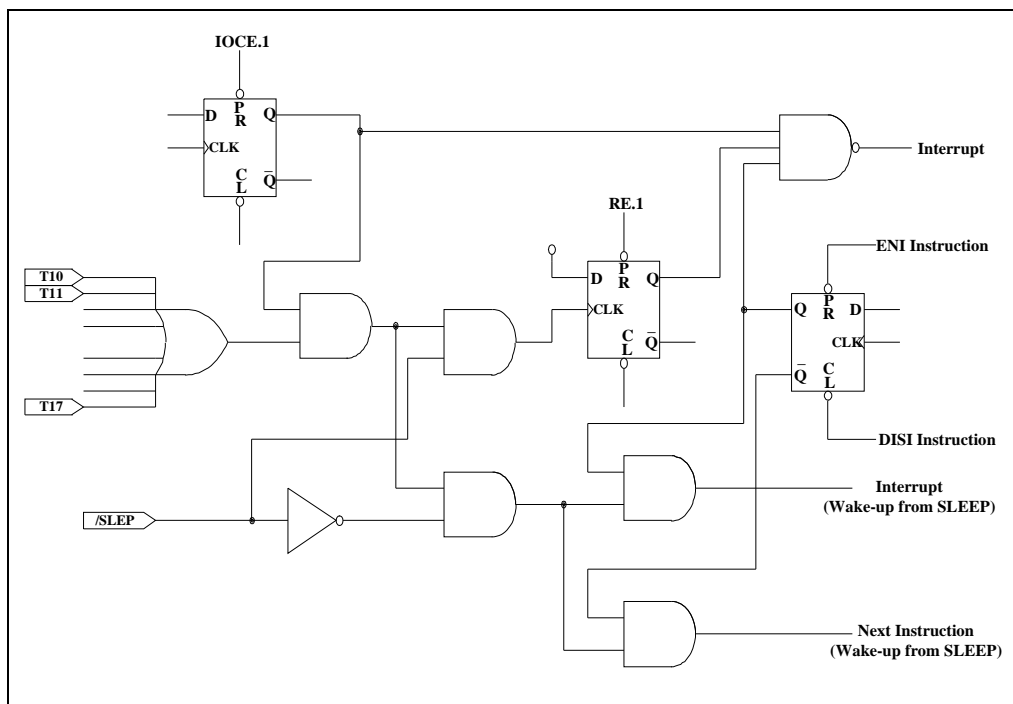 IOCE.1
D
P
R
Q
CLK
C
L
Q̅
Interrupt
RE.1
D
P
R
Q
CLK
C
L
Q̅
ENI Instruction
Q
P
R
D
CLK
Q̅
C
L
DISI Instruction
T10
T11
T17
/SLEP
Interrupt
(Wake-up from SLEEP)
Next Instruction
(Wake-up from SLEEP)